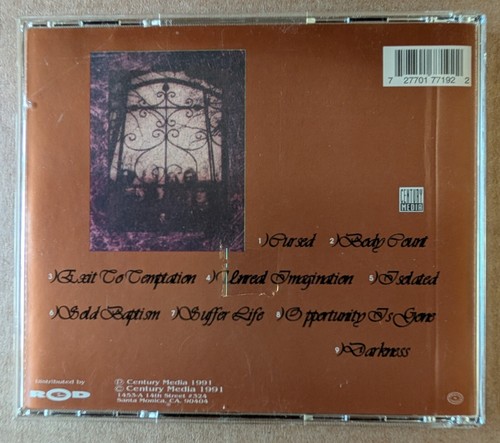 7 27701 77192 2
CENTURY
MEDIA
1) Cursed 2) Body Count
3) Exit To Temptation 4) Unreal Imagination 5) Isolated
6) Sold Baptism 7) Suffer Life 8) Opportunity Is Gone
9) Darkness
Distributed by
RED
℗ Century Media 1991
© Century Media 1991
1453-A 14th Street #324
Santa Monica, CA. 90404